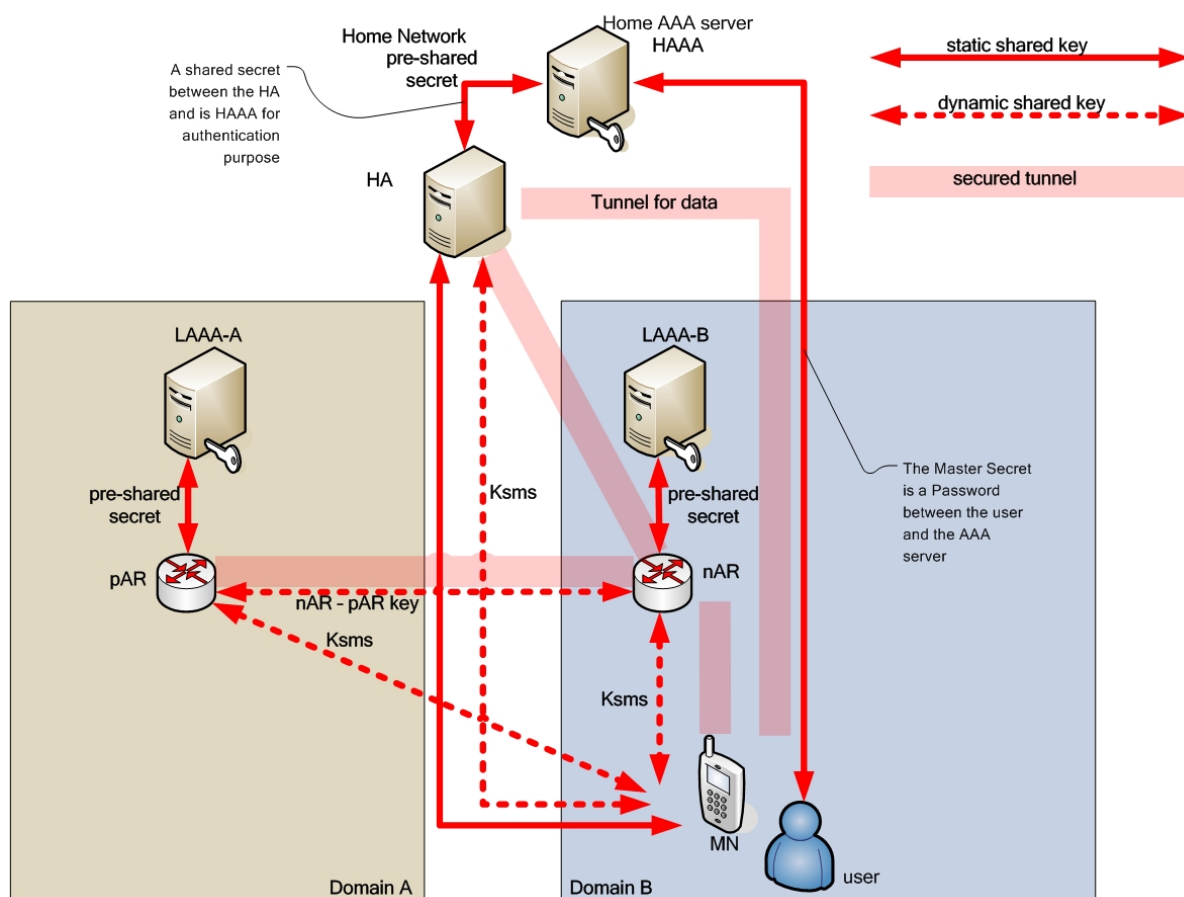 Home AAA server
HAAA
Home Network
pre-shared
secret
A shared secret
between the HA
and is HAAA for
authentication
purpose
static shared key
dynamic shared key
secured tunnel
HA
Tunnel for data
LAAA-A
LAAA-B
pre-shared
secret
Ksms
pre-shared
secret
The Master Secret
is a Password
between the user
and the AAA
server
pAR
nAR
nAR - pAR key
Ksms
Ksms
MN
user
Domain A
Domain B